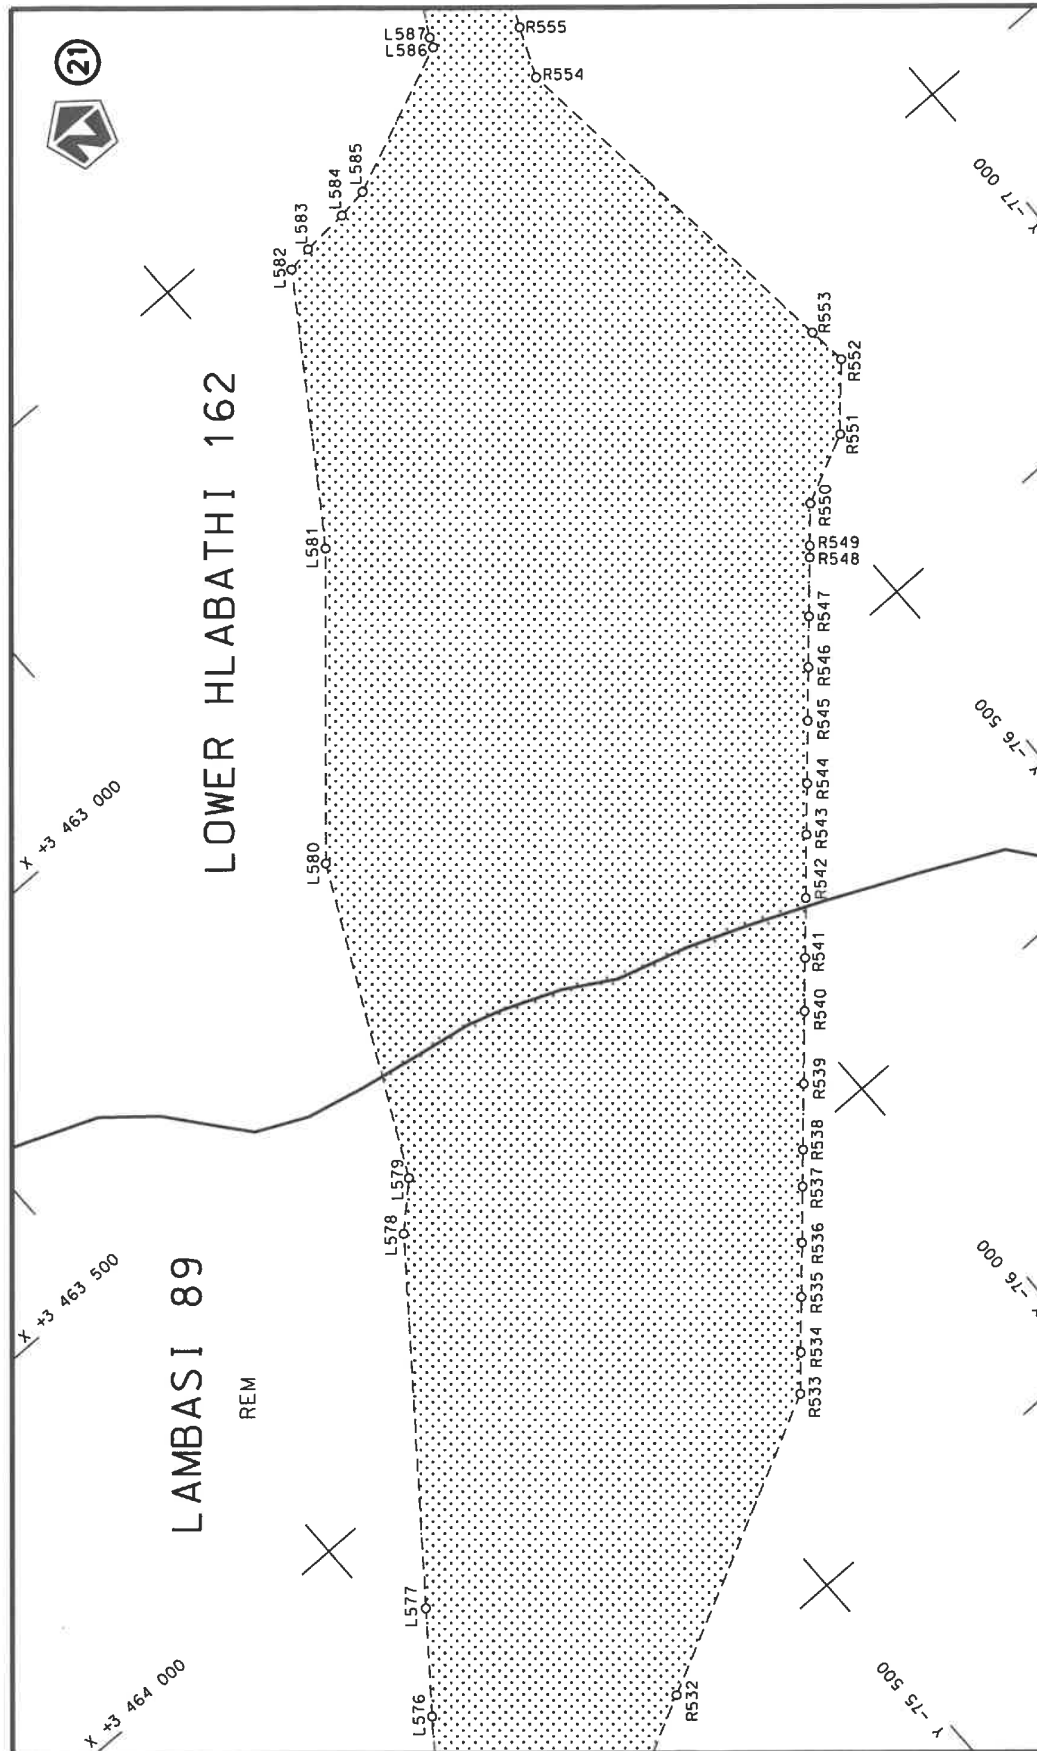 21
LAMBASI 89
REM
LOWER HLABATHI 162
X +3 464 000
X +3 463 500
X +3 463 000
L576
L577
L578
L579
L580
L581
L582
L583
L584
L585
L586
L587
R532
R533
R534
R535
R536
R537
R538
R539
R540
R541
R542
R543
R544
R545
R546
R547
R548
R549
R550
R551
R552
R553
R554
R555
Y -75 500
Y -76 000
Y -76 500
Y -77 000